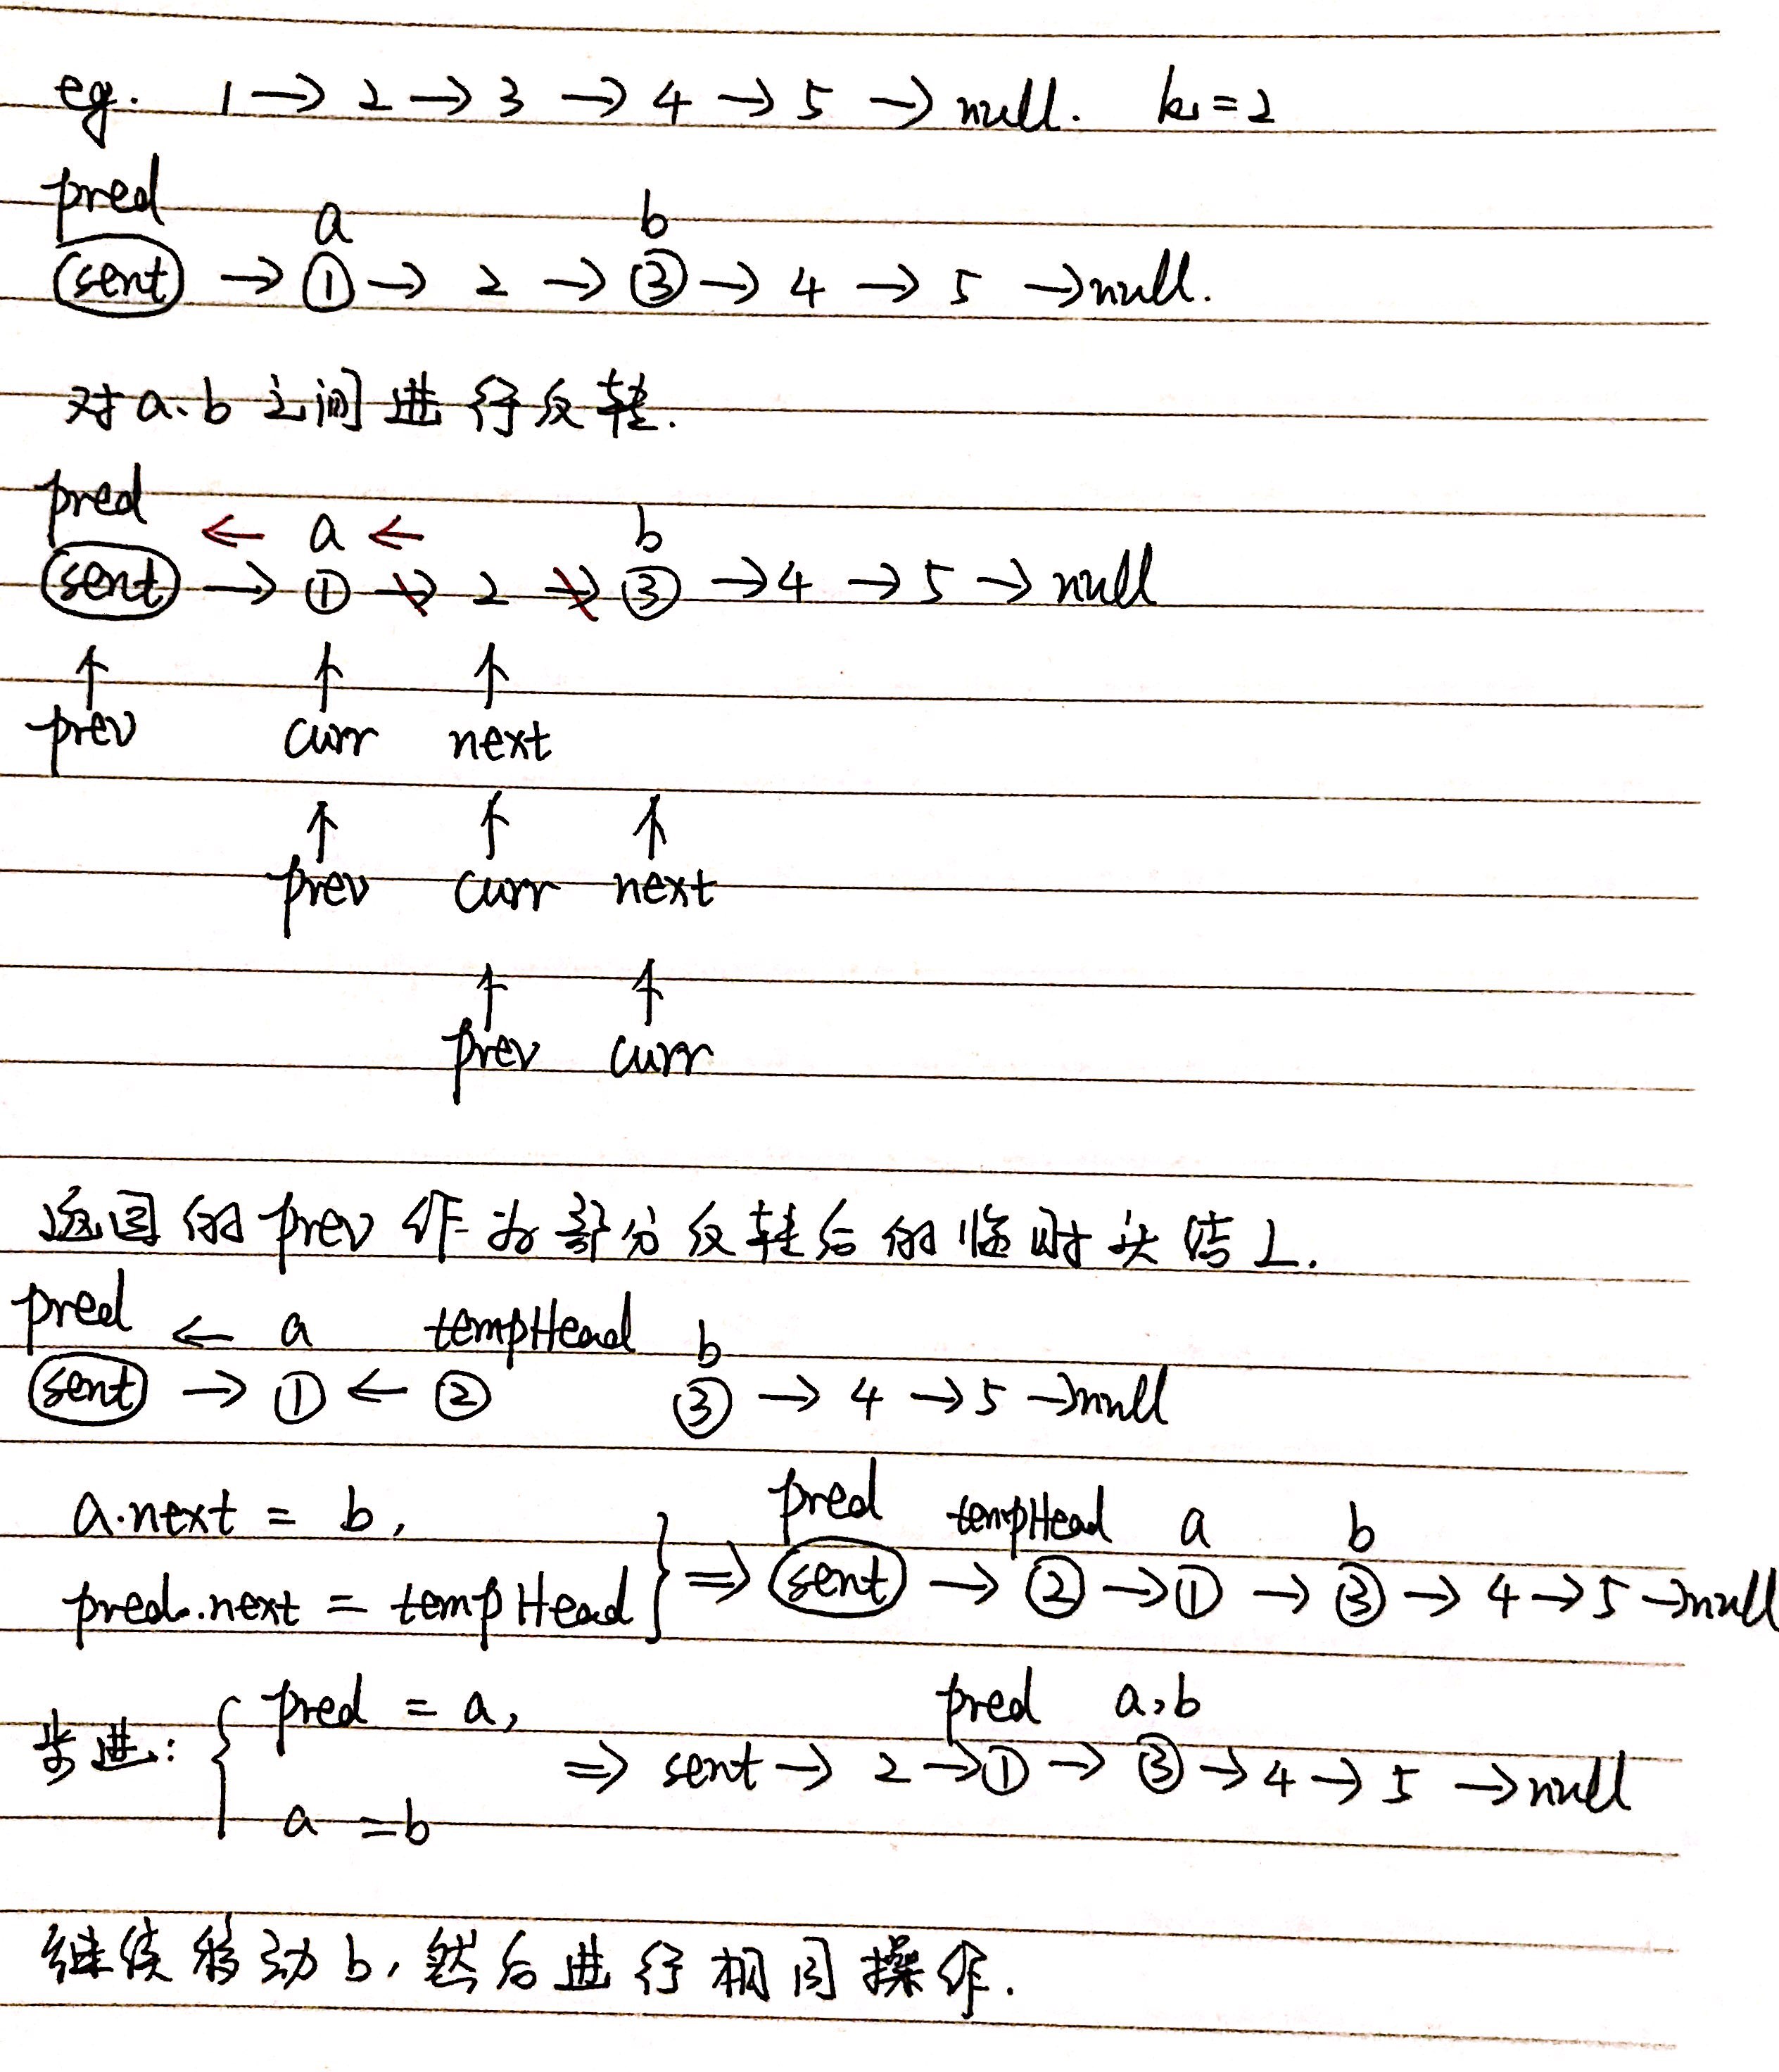 eg. 1 → 2 → 3 → 4 → 5 → null. k=2
pred a b
sent → ① → 2 → ③ → 4 → 5 → null.
对a、b之间进行反转.
pred ← a ← b
sent → ① → 2 → ③ → 4 → 5 → null
↑ ↑ ↑
prev curr next
↑ ↑ ↑
prev curr next
↑ ↑
prev curr
返回的prev作为部分反转后的临时头结点.
pred ← a tempHead b
sent → ① ← ② ③ → 4 → 5 → null
a.next = b, pred tempHead a b
pred.next = tempHead } ⇒ sent → ② → ① → ③ → 4 → 5 → null
pred = a, pred a,b
步进: { ⇒ sent → 2 → ① → ③ → 4 → 5 → null
a = b
继续移动b,然后进行相同操作.